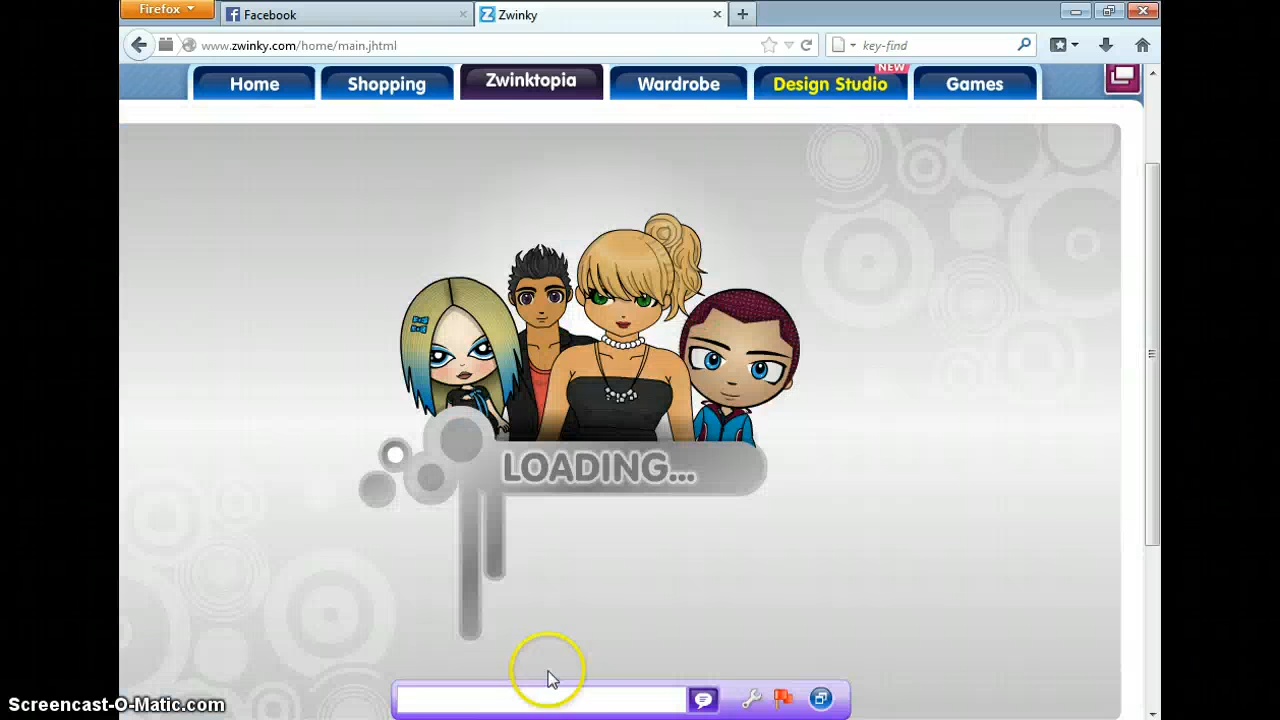 Firefox
Facebook
Zwinky
www.zwinky.com/home/main.jhtml
key-find
Home
Shopping
Zwinktopia
Wardrobe
Design Studio
NEW
Games
LOADING...
Screencast-O-Matic.com